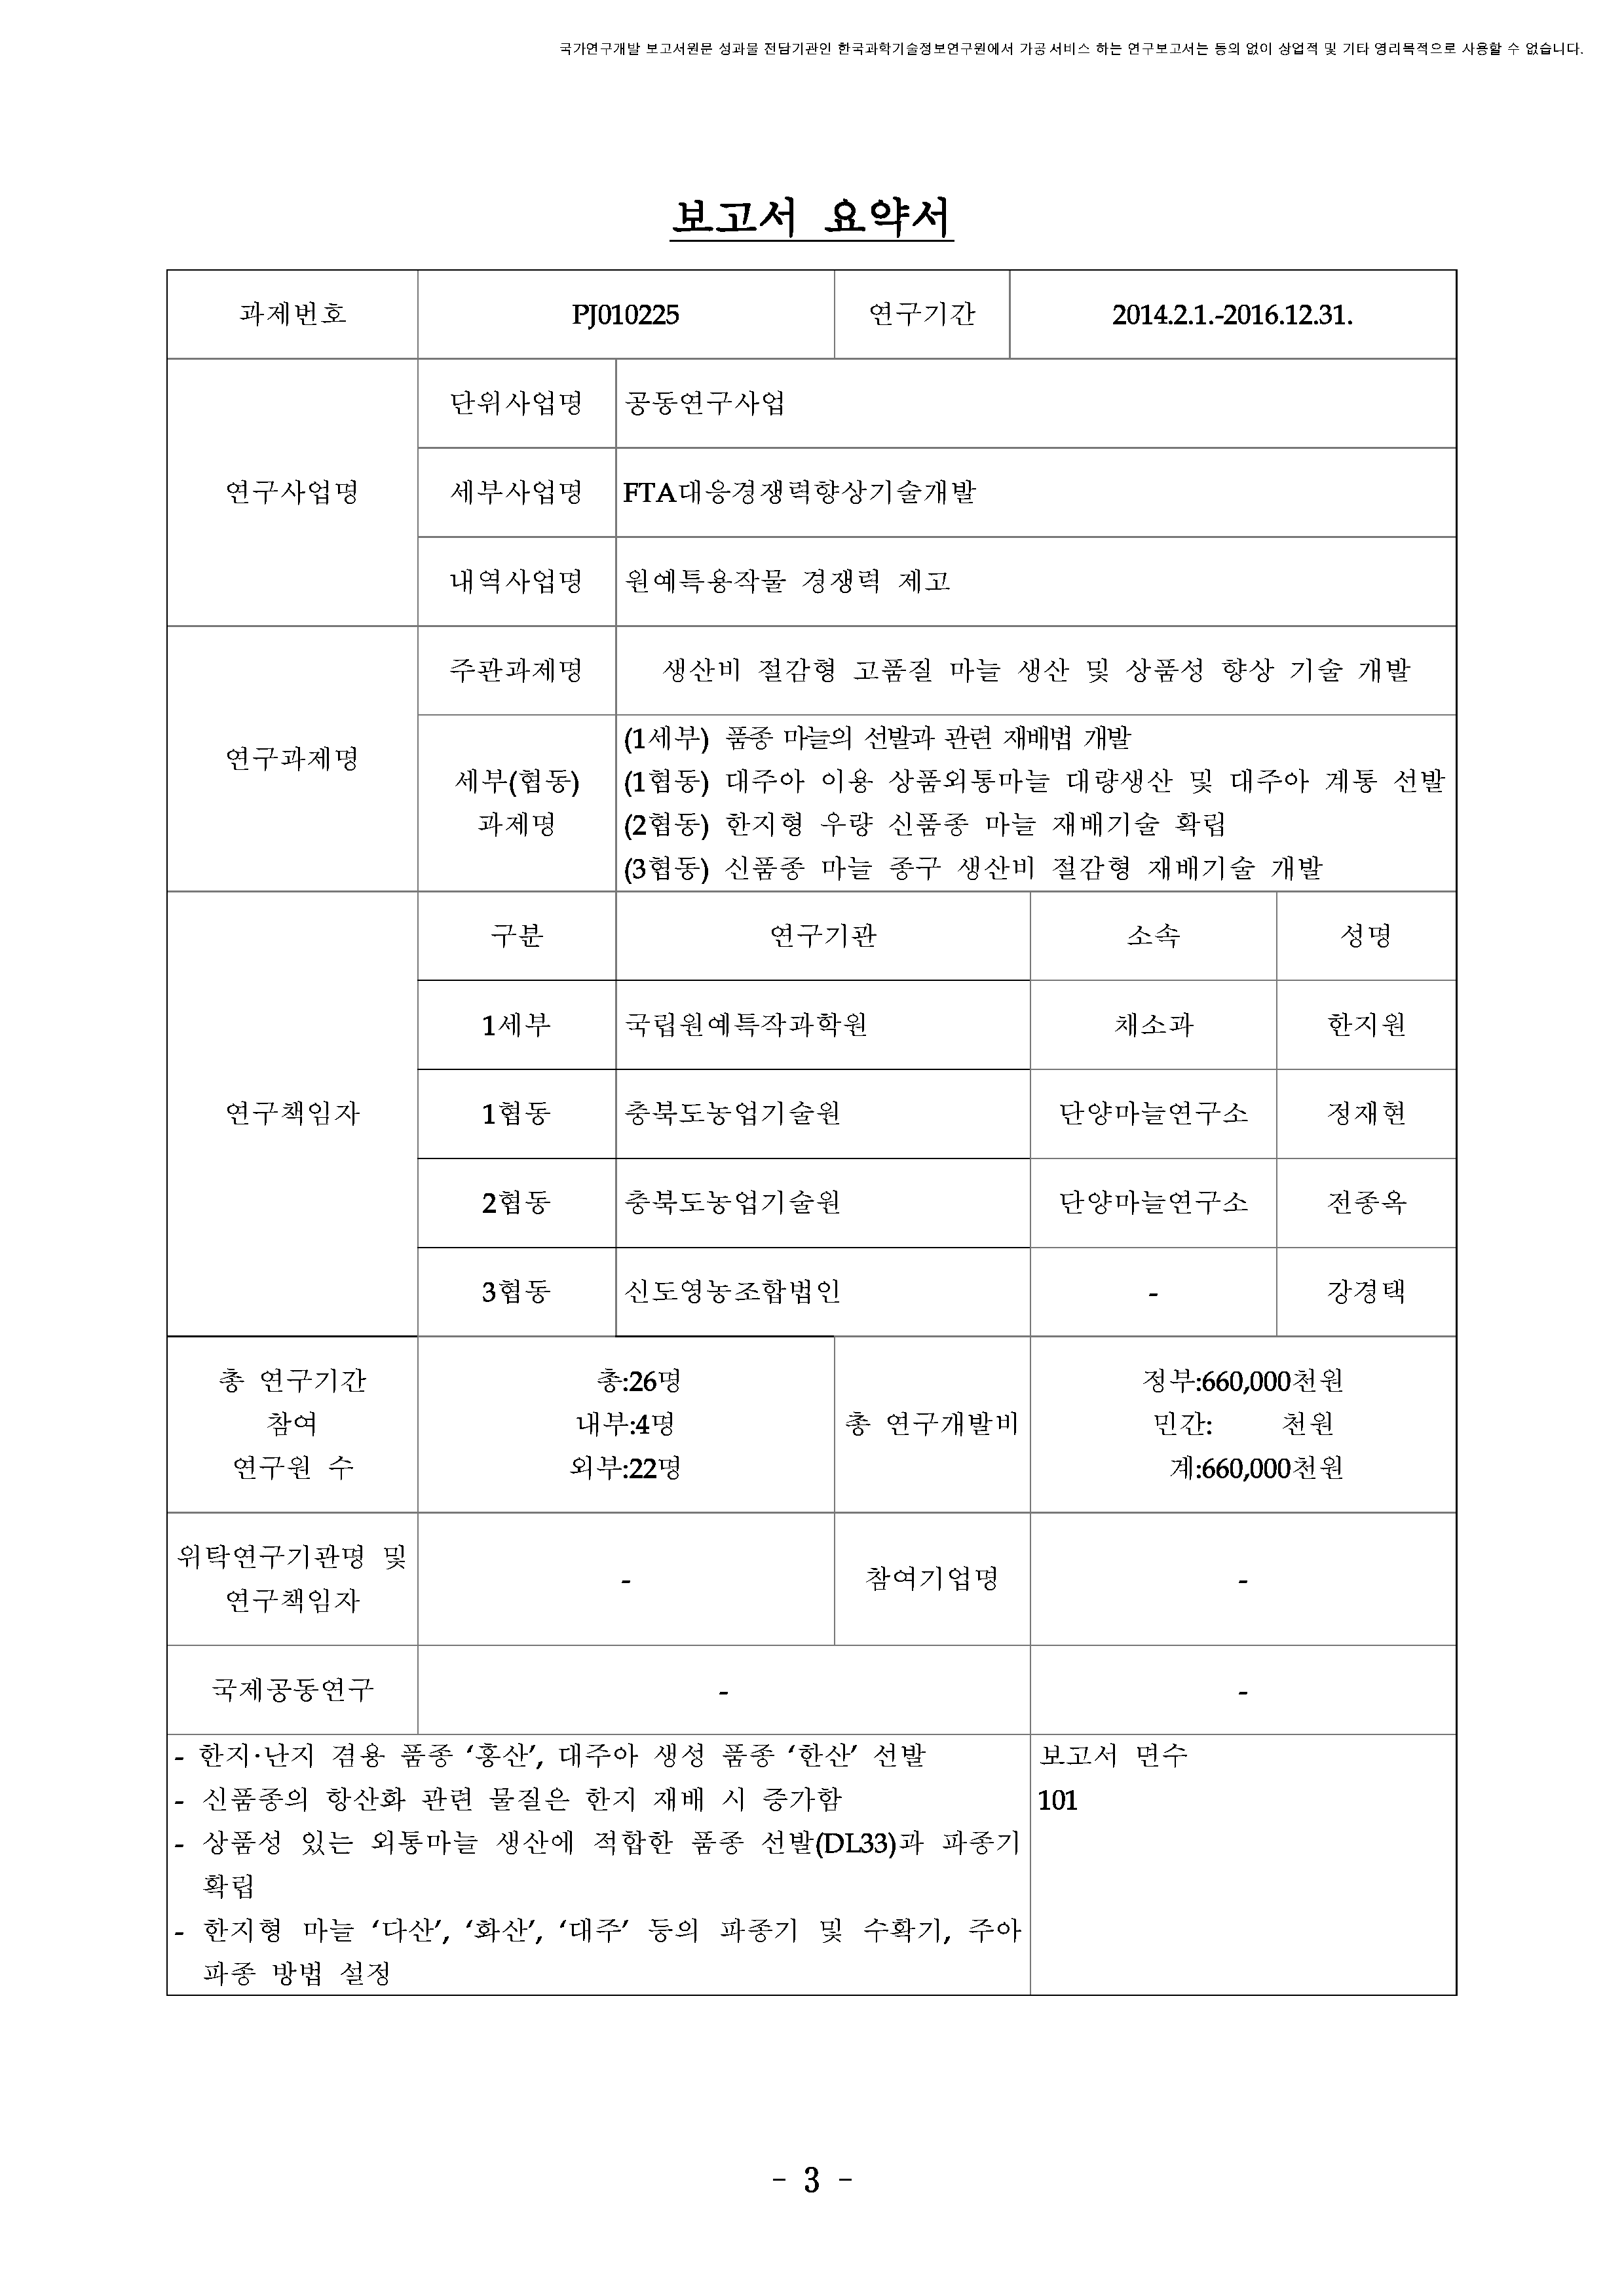 국가연구개발 보고서원문 성과물 전담기관인 한국과학기술정보연구원에서 가공·서비스 하는 연구보고서는 동의 없이 상업적 및 기타 영리목적으로 사용할 수 없습니다.
보고서 요약서
과제번호 PJ010225 연구기간 2014.2.1.-2016.12.31.
연구사업명
단위사업명 공동연구사업
세부사업명 FTA대응경쟁력향상기술개발
내역사업명 원예특용작물 경쟁력 제고
연구과제명
주관과제명 생산비 절감형 고품질 마늘 생산 및 상품성 향상 기술 개발
세부(협동)
과제명
(1세부) 품종 마늘의 선발과 관련 재배법 개발
(1협동) 대주아 이용 상품외통마늘 대량생산 및 대주아 계통 선발
(2협동) 한지형 우량 신품종 마늘 재배기술 확립
(3협동) 신품종 마늘 종구 생산비 절감형 재배기술 개발
연구책임자
구분 연구기관 소속 성명
1세부 국립원예특작과학원 채소과 한지원
1협동 충북도농업기술원 단양마늘연구소 정재현
2협동 충북도농업기술원 단양마늘연구소 전종옥
3협동 신도영농조합법인 - 강경택
총 연구기간
참여
연구원 수
총:26명
내부:4명
외부:22명
총 연구개발비
정부:660,000천원
민간: 천원
계:660,000천원
위탁연구기관명 및
연구책임자
-
참여기업명
-
국제공동연구 - -
- 한지·난지 겸용 품종 ‘홍산’, 대주아 생성 품종 ‘한산’ 선발
- 신품종의 항산화 관련 물질은 한지 재배 시 증가함
- 상품성 있는 외통마늘 생산에 적합한 품종 선발(DL33)과 파종기
확립
- 한지형 마늘 ‘다산’, ‘화산’, ‘대주’ 등의 파종기 및 수확기, 주아
파종 방법 설정
보고서 면수
101
- 3 -